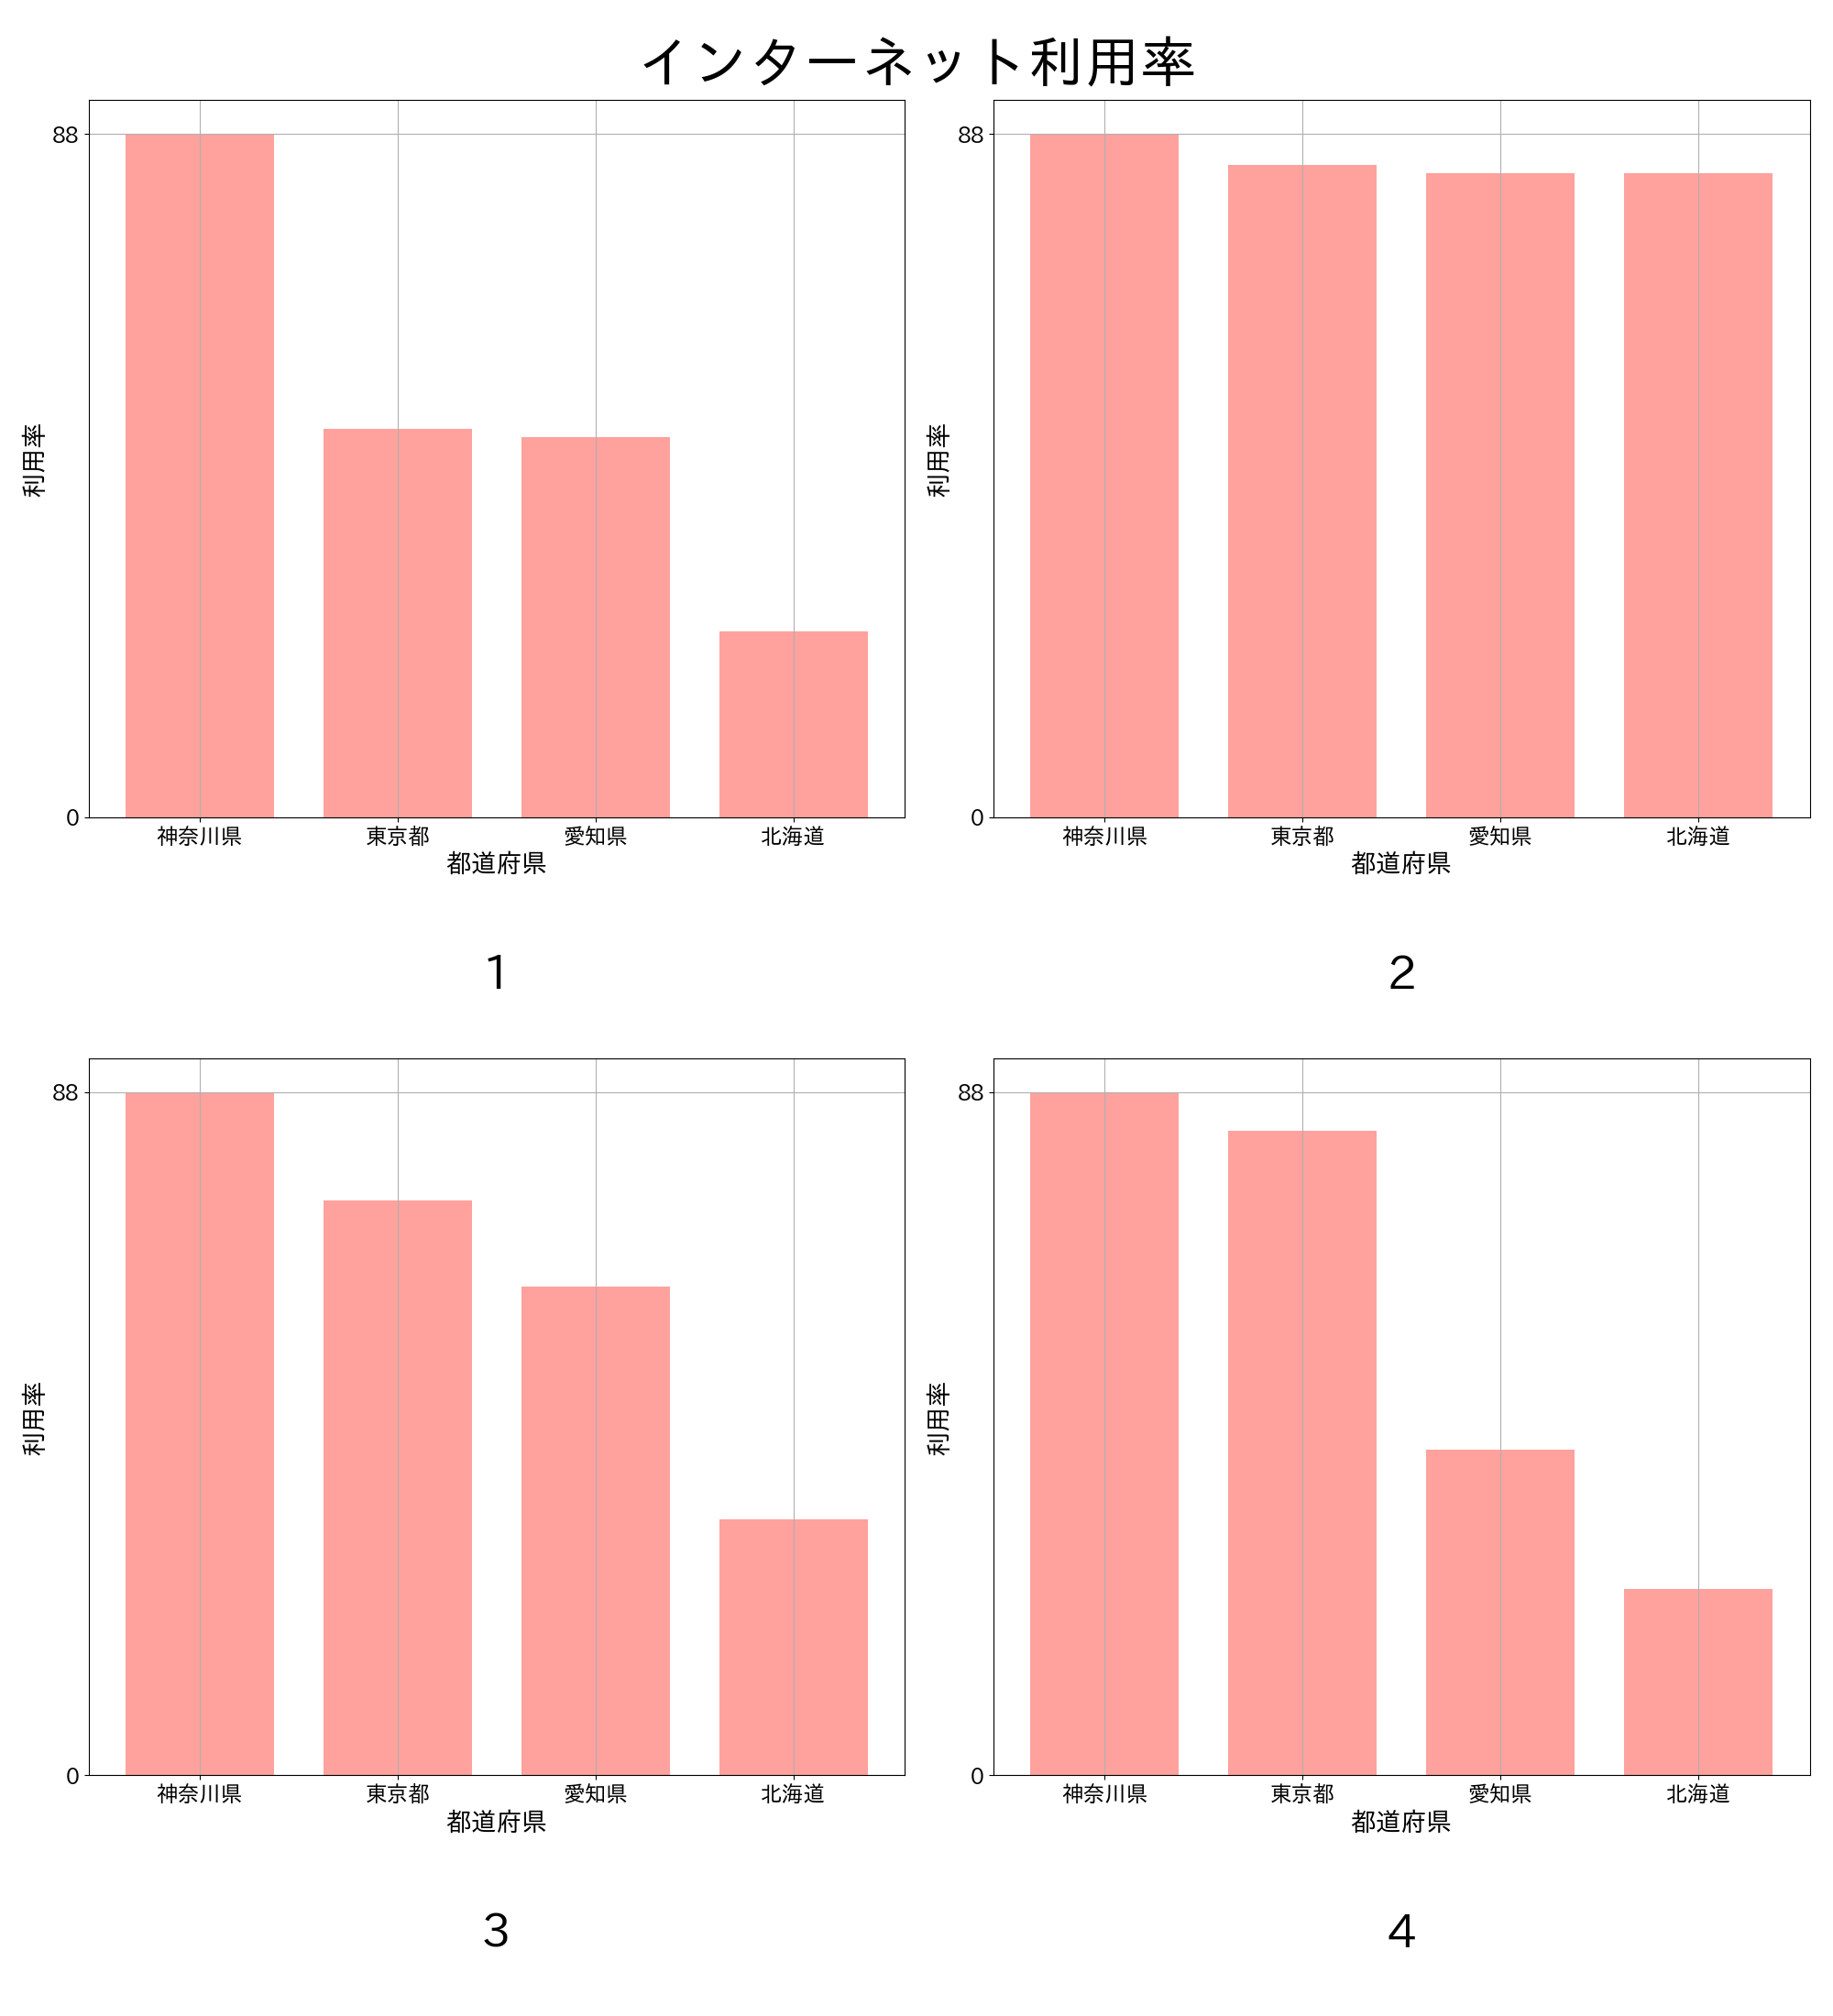 インターネット利用率
88
0
利用率
神奈川県 東京都 愛知県 北海道
都道府県
1
88
0
利用率
神奈川県 東京都 愛知県 北海道
都道府県
2
88
0
利用率
神奈川県 東京都 愛知県 北海道
都道府県
3
88
0
利用率
神奈川県 東京都 愛知県 北海道
都道府県
4